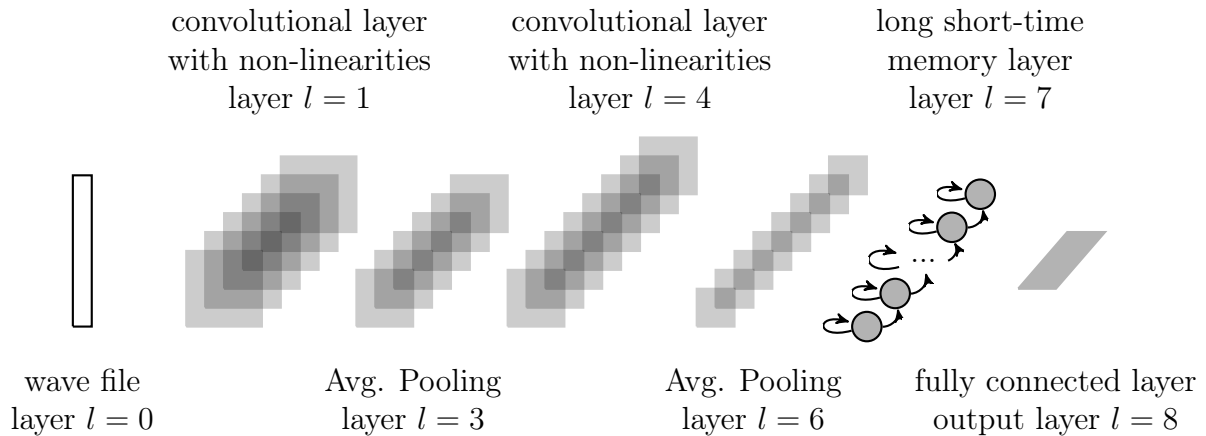 convolutional layer
with non-linearities
layer l = 1
convolutional layer
with non-linearities
layer l = 4
long short-time
memory layer
layer l = 7
...
wave file
layer l = 0
Avg. Pooling
layer l = 3
Avg. Pooling
layer l = 6
fully connected layer
output layer l = 8